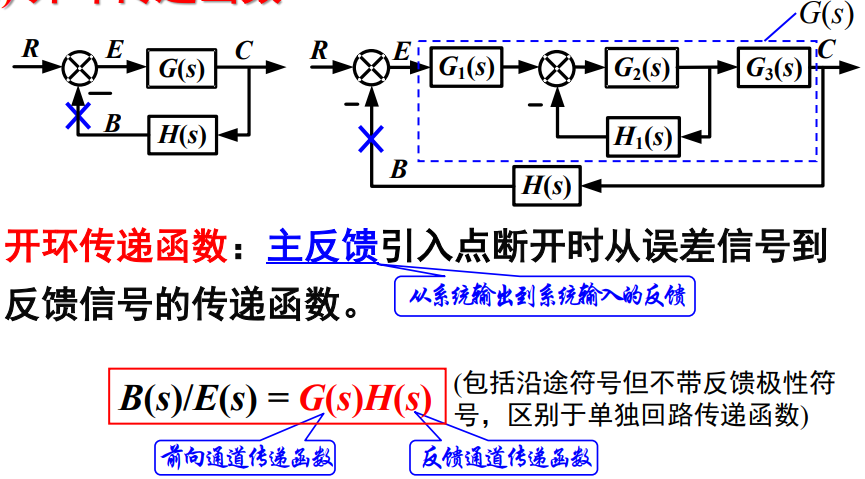 G(s)
R E G(s) C
B H(s)
R E G₁(s) G₂(s) G₃(s) C
H₁(s)
B H(s)
开环传递函数：主反馈引入点断开时从误差信号到
反馈信号的传递函数。
从系统输出到系统输入的反馈
B(s)/E(s) = G(s)H(s)
(包括沿途符号但不带反馈极性符
号，区别于单独回路传递函数)
前向通道传递函数
反馈通道传递函数